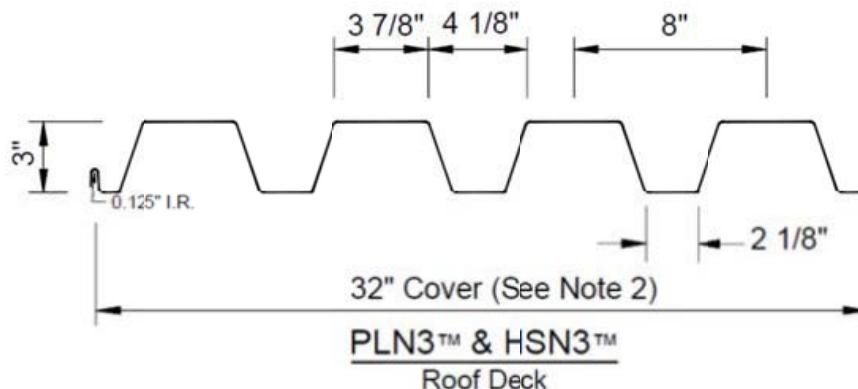 3 7/8" 4 1/8" 8"
3"
0.125" I.R.
2 1/8"
32" Cover (See Note 2)
PLN3™ & HSN3™
Roof Deck